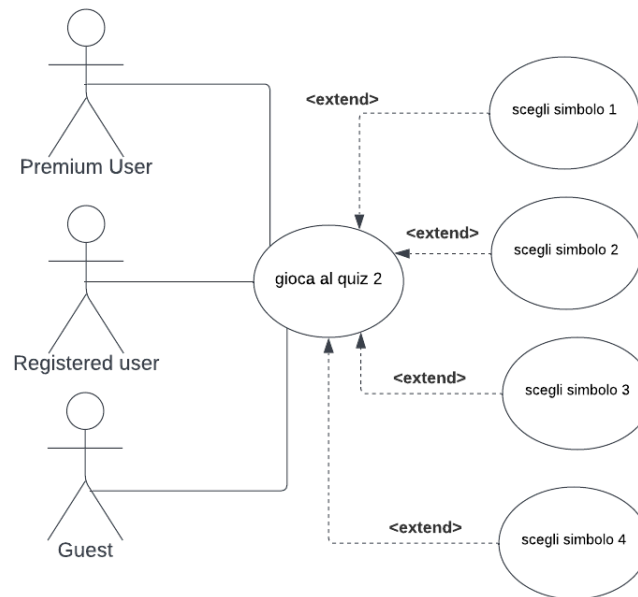 Premium User
<extend>
scegli simbolo 1
Registered user
gioca al quiz 2
<extend>
scegli simbolo 2
Guest
<extend>
scegli simbolo 3
<extend>
scegli simbolo 4